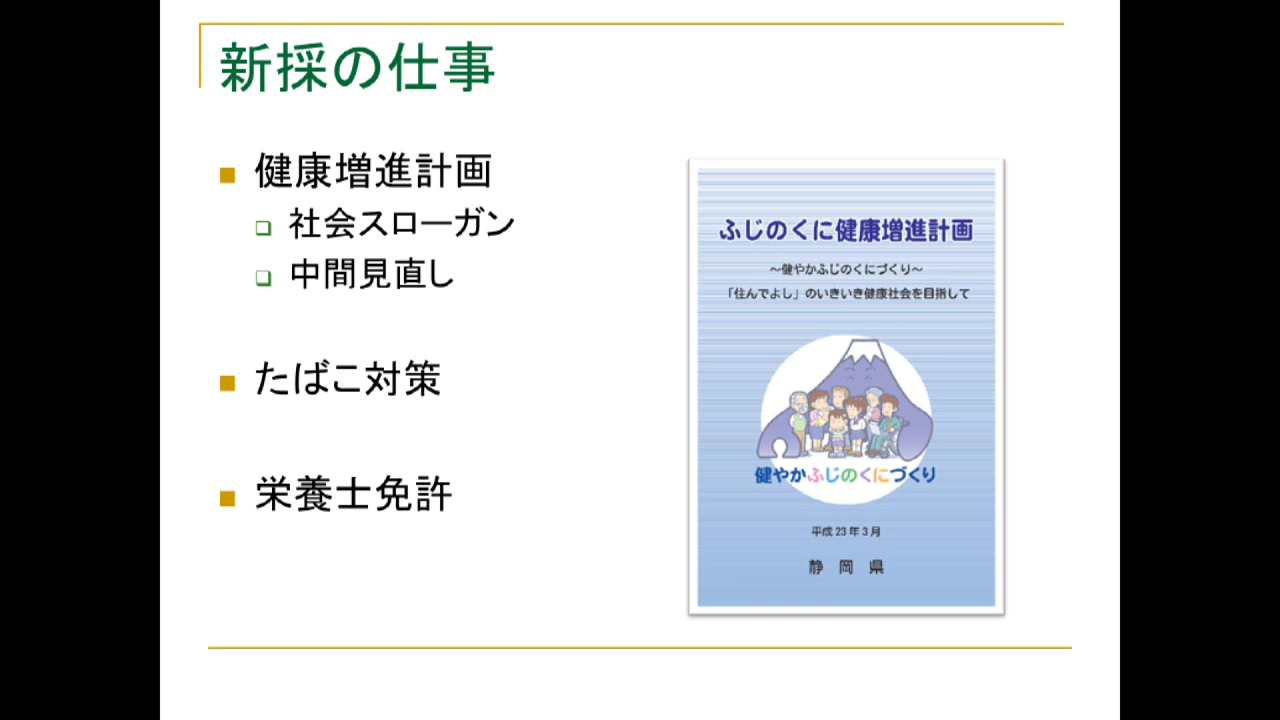 新採の仕事
健康増進計画
社会スローガン
中間見直し
たばこ対策
栄養士免許
ふじのくに健康増進計画
～健やかふじのくにづくり～
「住んでよし」のいきいき健康社会を目指して
健やかふじのくにづくり
平成23年3月
静 岡 県